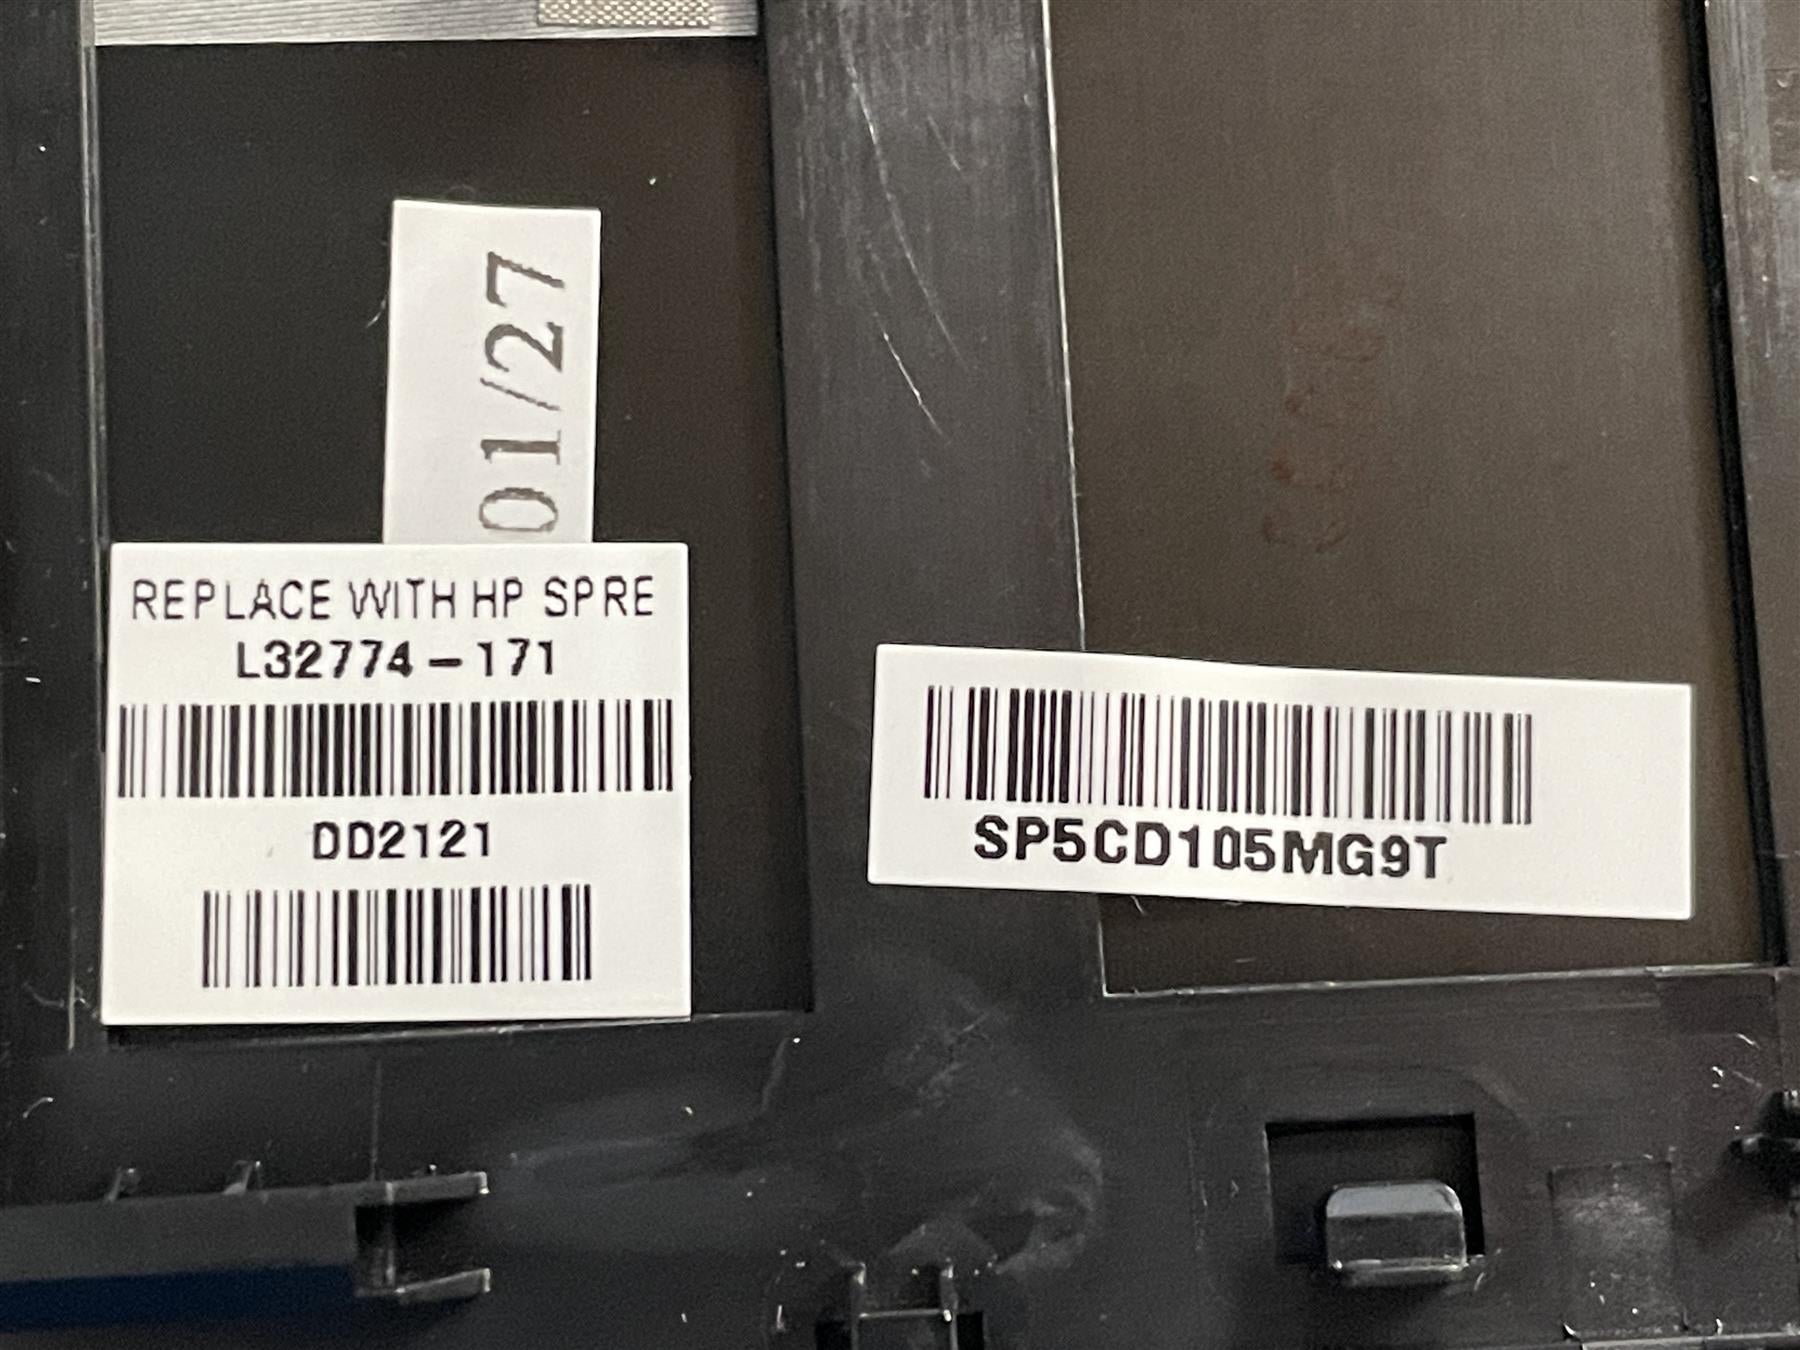 01/27
REPLACE WITH HP SPRE
L32774-171
DD2121
SP5CD105MG9T